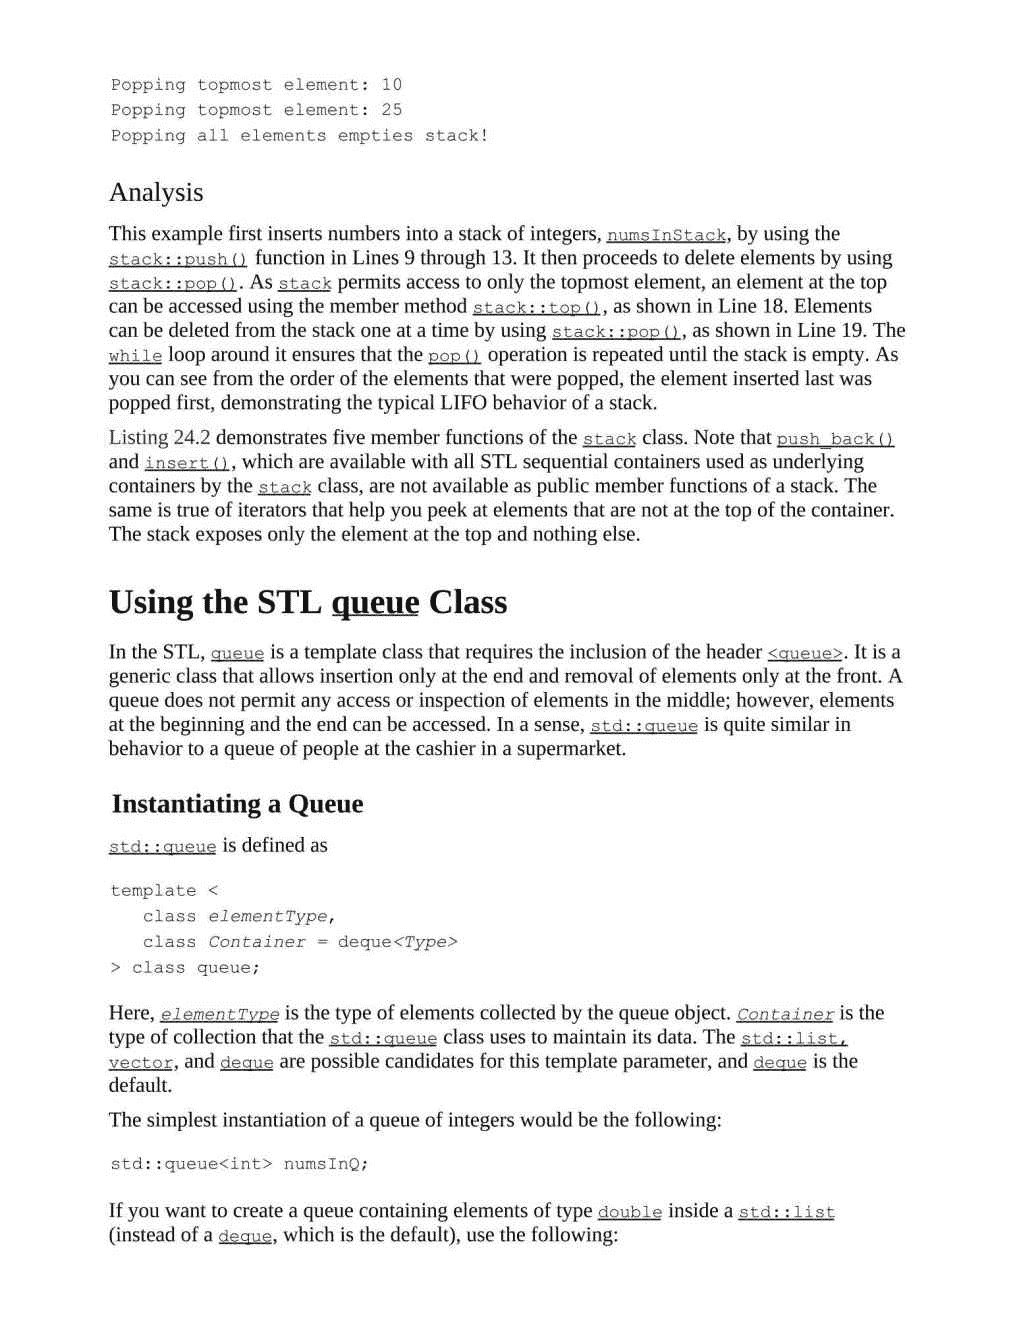 Popping topmost element: 10
Popping topmost element: 25
Popping all elements empties stack!
Analysis
This example first inserts numbers into a stack of integers, numsInStack, by using the
stack::push() function in Lines 9 through 13. It then proceeds to delete elements by using
stack::pop(). As stack permits access to only the topmost element, an element at the top
can be accessed using the member method stack::top(), as shown in Line 18. Elements
can be deleted from the stack one at a time by using stack::pop(), as shown in Line 19. The
while loop around it ensures that the pop() operation is repeated until the stack is empty. As
you can see from the order of the elements that were popped, the element inserted last was
popped first, demonstrating the typical LIFO behavior of a stack.
Listing 24.2 demonstrates five member functions of the stack class. Note that push_back()
and insert(), which are available with all STL sequential containers used as underlying
containers by the stack class, are not available as public member functions of a stack. The
same is true of iterators that help you peek at elements that are not at the top of the container.
The stack exposes only the element at the top and nothing else.
Using the STL queue Class
In the STL, queue is a template class that requires the inclusion of the header <queue>. It is a
generic class that allows insertion only at the end and removal of elements only at the front. A
queue does not permit any access or inspection of elements in the middle; however, elements
at the beginning and the end can be accessed. In a sense, std::queue is quite similar in
behavior to a queue of people at the cashier in a supermarket.
Instantiating a Queue
std::queue is defined as
template <
   class elementType,
   class Container = deque<Type>
> class queue;
Here, elementType is the type of elements collected by the queue object. Container is the
type of collection that the std::queue class uses to maintain its data. The std::list,
vector, and deque are possible candidates for this template parameter, and deque is the
default.
The simplest instantiation of a queue of integers would be the following:
std::queue<int> numsInQ;
If you want to create a queue containing elements of type double inside a std::list
(instead of a deque, which is the default), use the following: